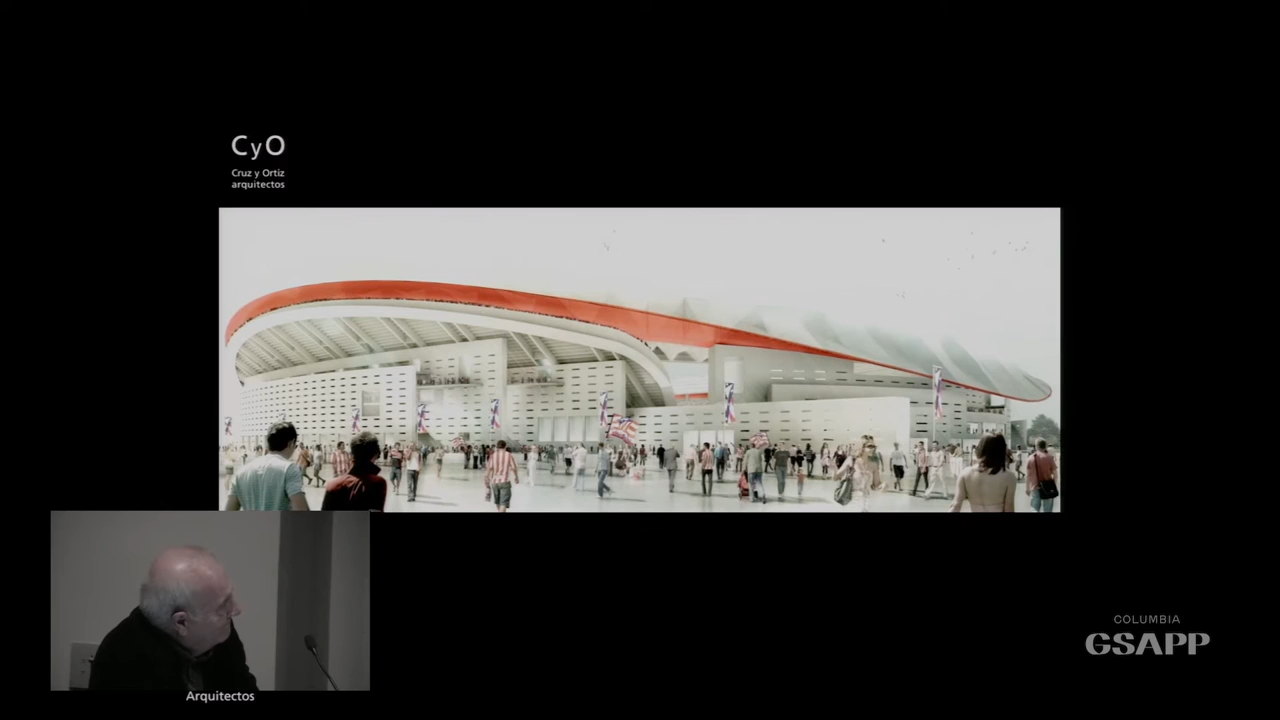 CyO
Cruz y Ortiz
arquitectos
COLUMBIA
GSAPP
Arquitectos